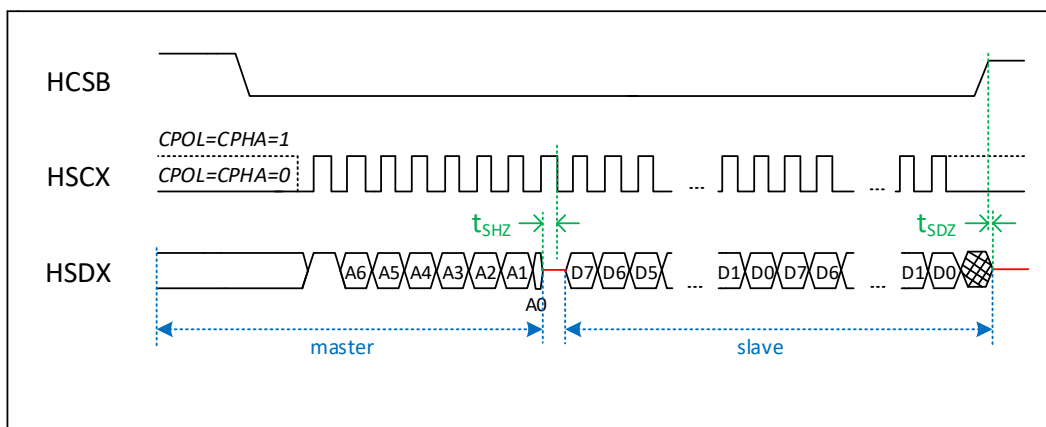 HCSB
CPOL=CPHA=1
HSCX
CPOL=CPHA=0
... ...
tSHZ tSDZ
HSDX
A6 A5 A4 A3 A2 A1 D7 D6 D5 ... D1 D0 D7 D6 ... D1 D0
A0
master slave